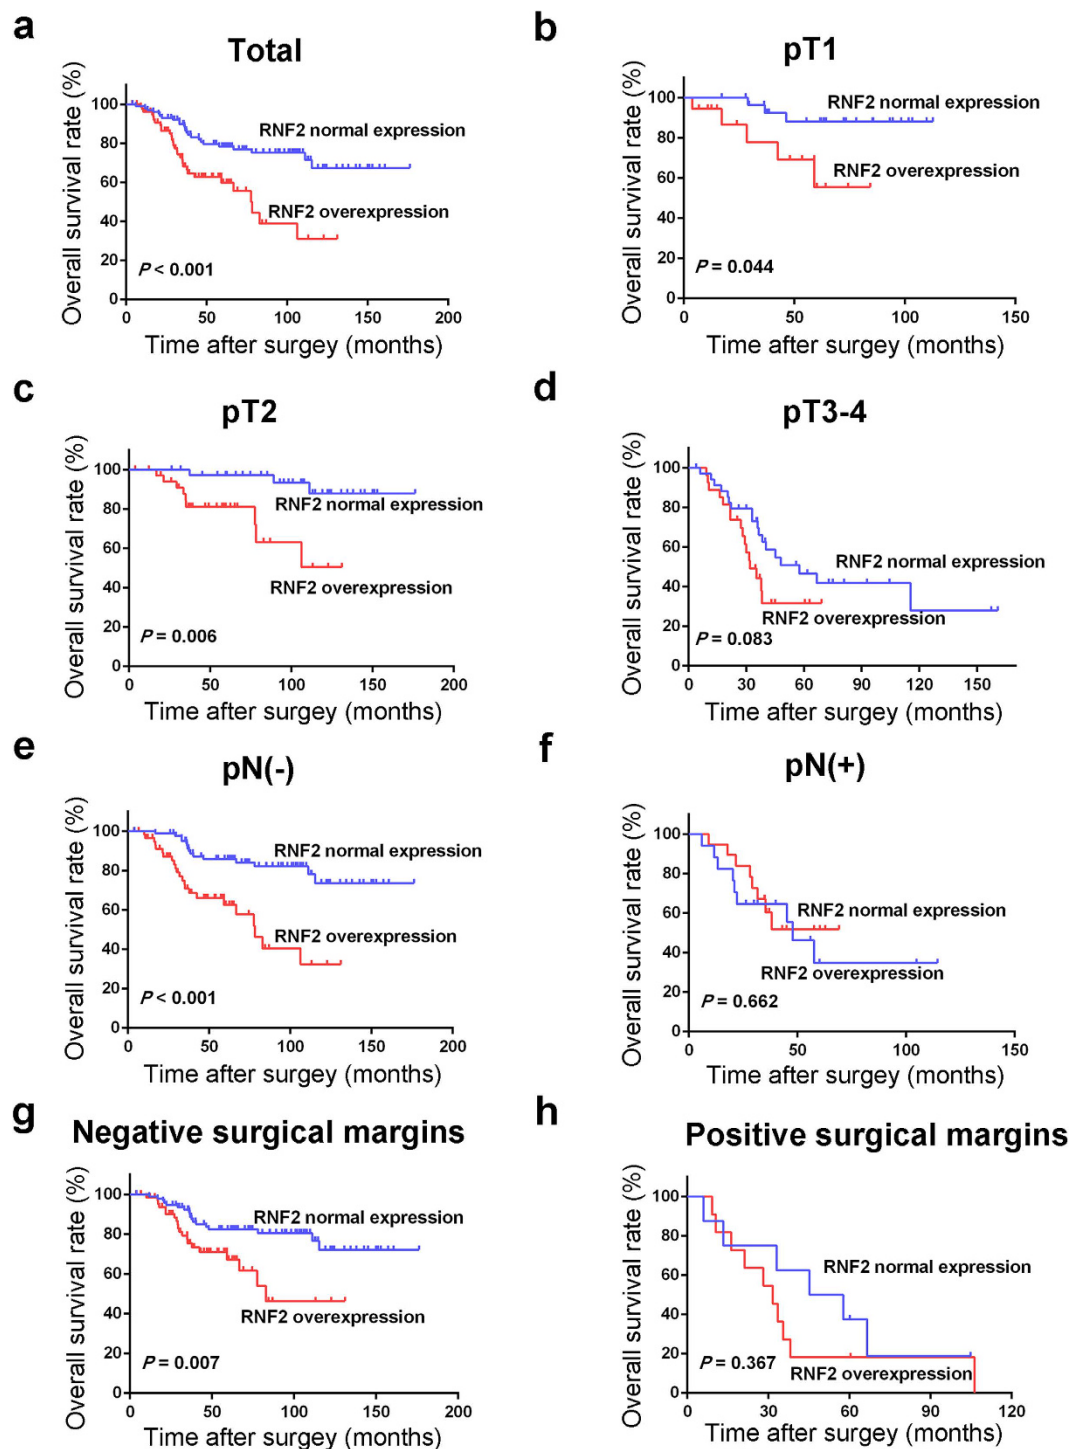 a
Total
Overall survival rate (%)
100
80
60
40
20
0
RNF2 normal expression
RNF2 overexpression
P < 0.001
0 50 100 150 200
Time after surgey (months)
b
pT1
Overall survival rate (%)
100
80
60
40
20
0
RNF2 normal expression
RNF2 overexpression
P = 0.044
0 50 100 150
Time after surgey (months)
c
pT2
Overall survival rate (%)
100
80
60
40
20
0
RNF2 normal expression
RNF2 overexpression
P = 0.006
0 50 100 150 200
Time after surgey (months)
d
pT3-4
Overall survival rate (%)
100
80
60
40
20
0
RNF2 normal expression
RNF2 overexpression
P = 0.083
0 30 60 90 120 150
Time after surgey (months)
e
pN(-)
Overall survival rate (%)
100
80
60
40
20
0
RNF2 normal expression
RNF2 overexpression
P < 0.001
0 50 100 150 200
Time after surgey (months)
f
pN(+)
Overall survival rate (%)
100
80
60
40
20
0
RNF2 normal expression
RNF2 overexpression
P = 0.662
0 50 100 150
Time after surgey (months)
g
Negative surgical margins
Overall survival rate (%)
100
80
60
40
20
0
RNF2 normal expression
RNF2 overexpression
P = 0.007
0 50 100 150 200
Time after surgey (months)
h
Positive surgical margins
Overall survival rate (%)
100
80
60
40
20
0
RNF2 normal expression
RNF2 overexpression
P = 0.367
0 30 60 90 120
Time after surgey (months)